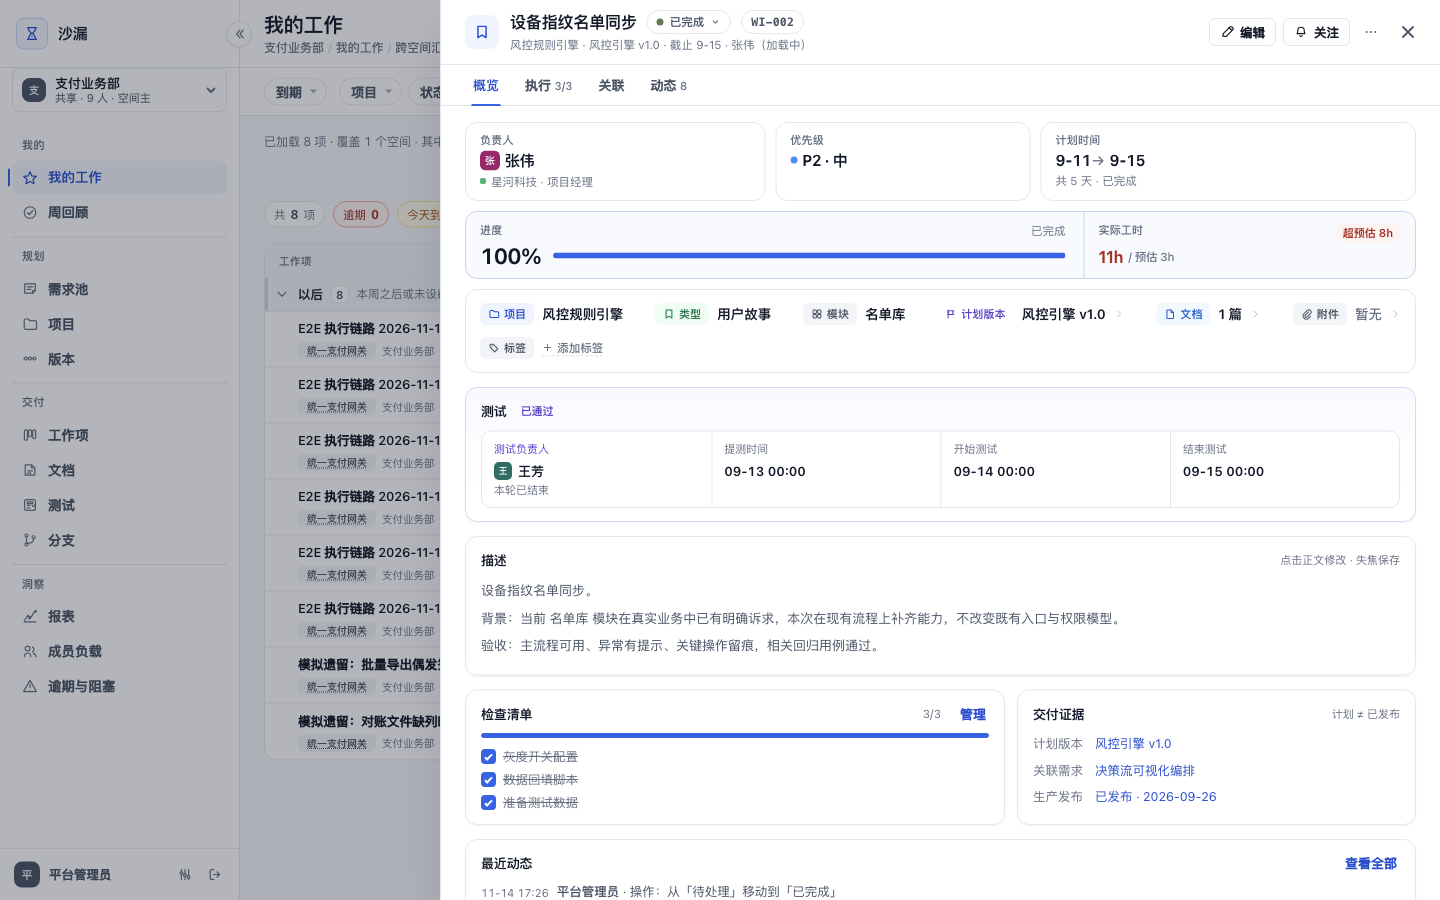 沙漏
支
支付业务部
共享 · 9 人 · 空间主
我的
我的工作
周回顾
规划
需求池
项目
版本
交付
工作项
文档
测试
分支
洞察
报表
成员负载
逾期与阻塞
平
平台管理员
我的工作
支付业务部 / 我的工作 / 跨空间汇
到期
项目
状态
已加载 8 项 · 覆盖 1 个空间 · 其中
共 8 项
逾期 0
今天到
工作项
以后 8 本周之后或未设
E2E 执行链路 2026-11-1
统一支付网关 支付业务部
E2E 执行链路 2026-11-1
统一支付网关 支付业务部
E2E 执行链路 2026-11-1
统一支付网关 支付业务部
E2E 执行链路 2026-11-1
统一支付网关 支付业务部
E2E 执行链路 2026-11-1
统一支付网关 支付业务部
E2E 执行链路 2026-11-1
统一支付网关 支付业务部
模拟遗留：批量导出偶发
统一支付网关 支付业务部
模拟遗留：对账文件缺列
统一支付网关 支付业务部
设备指纹名单同步 已完成 WI-002
风控规则引擎 · 风控引擎 v1.0 · 截止 9-15 · 张伟（加载中）
编辑
关注
概览 执行 3/3 关联 动态 8
负责人
张 张伟
星河科技 · 项目经理
优先级
P2 · 中
计划时间
9-11→ 9-15
共 5 天 · 已完成
进度 已完成
100%
实际工时 超预估 8h
11h / 预估 3h
项目 风控规则引擎 类型 用户故事 模块 名单库 计划版本 风控引擎 v1.0 文档 1 篇 附件 暂无
标签 + 添加标签
测试 已通过
测试负责人
王 王芳
本轮已结束
提测时间
09-13 00:00
开始测试
09-14 00:00
结束测试
09-15 00:00
描述 点击正文修改 · 失焦保存
设备指纹名单同步。
背景：当前 名单库 模块在真实业务中已有明确诉求，本次在现有流程上补齐能力，不改变既有入口与权限模型。
验收：主流程可用、异常有提示、关键操作留痕，相关回归用例通过。
检查清单 3/3 管理
灰度开关配置
数据回填脚本
准备测试数据
交付证据 计划 ≠ 已发布
计划版本 风控引擎 v1.0
关联需求 决策流可视化编排
生产发布 已发布 · 2026-09-26
最近动态 查看全部
11-14 17:26 平台管理员 · 操作：从「待处理」移动到「已完成」